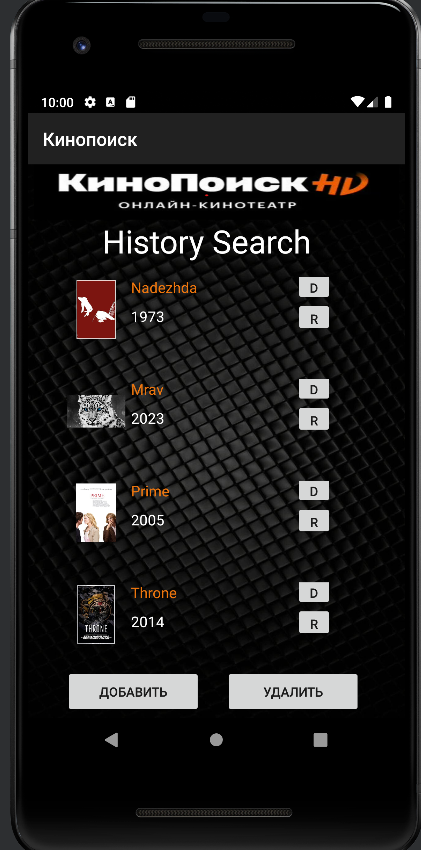 10:00
Кинопоиск
КиноПоиск HD
ОНЛАЙН-КИНОТЕАТР
History Search
Nadezhda
D
1973
R
Mrav
D
2023
R
Prime
D
2005
R
Throne
D
2014
R
THRONE
ДОБАВИТЬ
УДАЛИТЬ